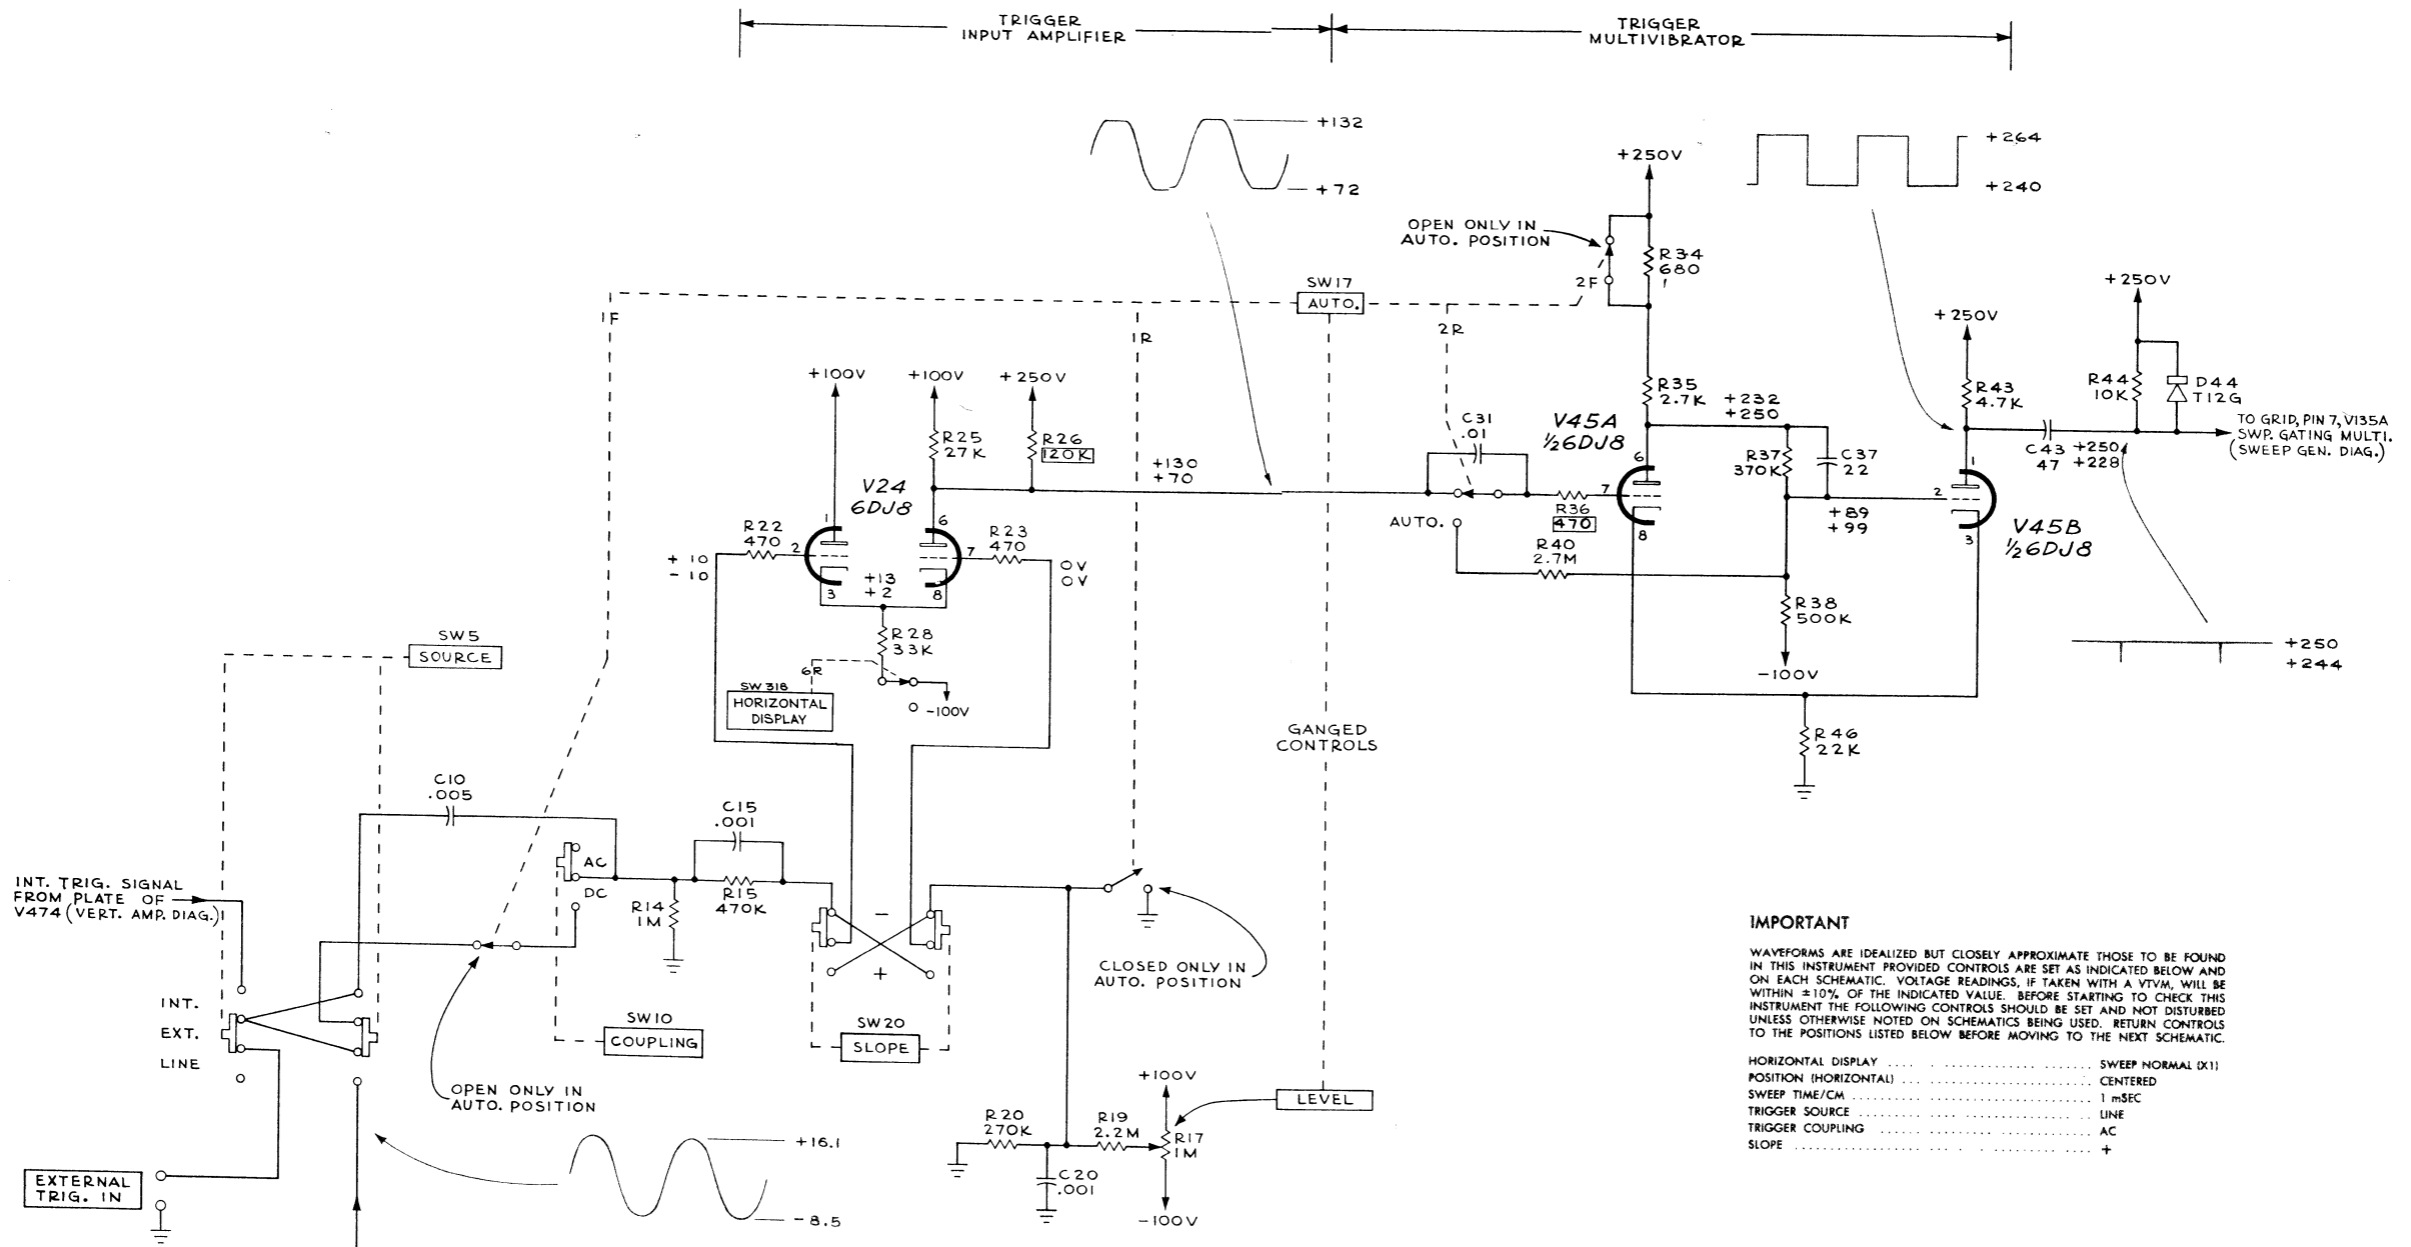 TRIGGER
INPUT AMPLIFIER
TRIGGER
MULTIVIBRATOR
+132
+72
+264
+240
+250V
OPEN ONLY IN
AUTO. POSITION
R34
680
2F
SW17
AUTO.
1F
1R
2R
+250V
+250V
+100V
+100V
+250V
R25
27K
R26
120K
+130
+70
C31
.01
R35
2.7K
+232
+250
V45A
½6DJ8
R43
4.7K
R44
10K
D44
T12G
TO GRID, PIN 7, V135A
SWP. GATING MULTI.
(SWEEP GEN. DIAG.)
C43
47
+250
+228
V24
6DJ8
1
6
R22
470
2
R23
470
7
+10
-10
0V
0V
+13
+2
3
8
AUTO.
R36
470
7
6
8
R37
370K
C37
22
+89
+99
2
1
3
V45B
½6DJ8
R40
2.7M
R38
500K
-100V
R28
33K
6R
SW318
HORIZONTAL
DISPLAY
-100V
SW5
SOURCE
+250
+244
GANGED
CONTROLS
R46
22K
C10
.005
C15
.001
AC
DC
R14
1M
R15
470K
INT. TRIG. SIGNAL
FROM PLATE OF
V474 (VERT. AMP. DIAG.)
-
+
CLOSED ONLY IN
AUTO. POSITION
INT.
EXT.
LINE
SW10
COUPLING
SW20
SLOPE
OPEN ONLY IN
AUTO. POSITION
+16.1
-8.5
EXTERNAL
TRIG. IN
R20
270K
R19
2.2M
+100V
R17
1M
LEVEL
C20
.001
-100V
IMPORTANT
WAVEFORMS ARE IDEALIZED BUT CLOSELY APPROXIMATE THOSE TO BE FOUND
IN THIS INSTRUMENT PROVIDED CONTROLS ARE SET AS INDICATED BELOW AND
ON EACH SCHEMATIC. VOLTAGE READINGS, IF TAKEN WITH A VTVM, WILL BE
WITHIN ±10% OF THE INDICATED VALUE. BEFORE STARTING TO CHECK THIS
INSTRUMENT THE FOLLOWING CONTROLS SHOULD BE SET AND NOT DISTURBED
UNLESS OTHERWISE NOTED ON SCHEMATICS BEING USED. RETURN CONTROLS
TO THE POSITIONS LISTED BELOW BEFORE MOVING TO THE NEXT SCHEMATIC.
HORIZONTAL DISPLAY .... SWEEP NORMAL (X1)
POSITION (HORIZONTAL) .... CENTERED
SWEEP TIME/CM .... 1 mSEC
TRIGGER SOURCE .... LINE
TRIGGER COUPLING .... AC
SLOPE .... +